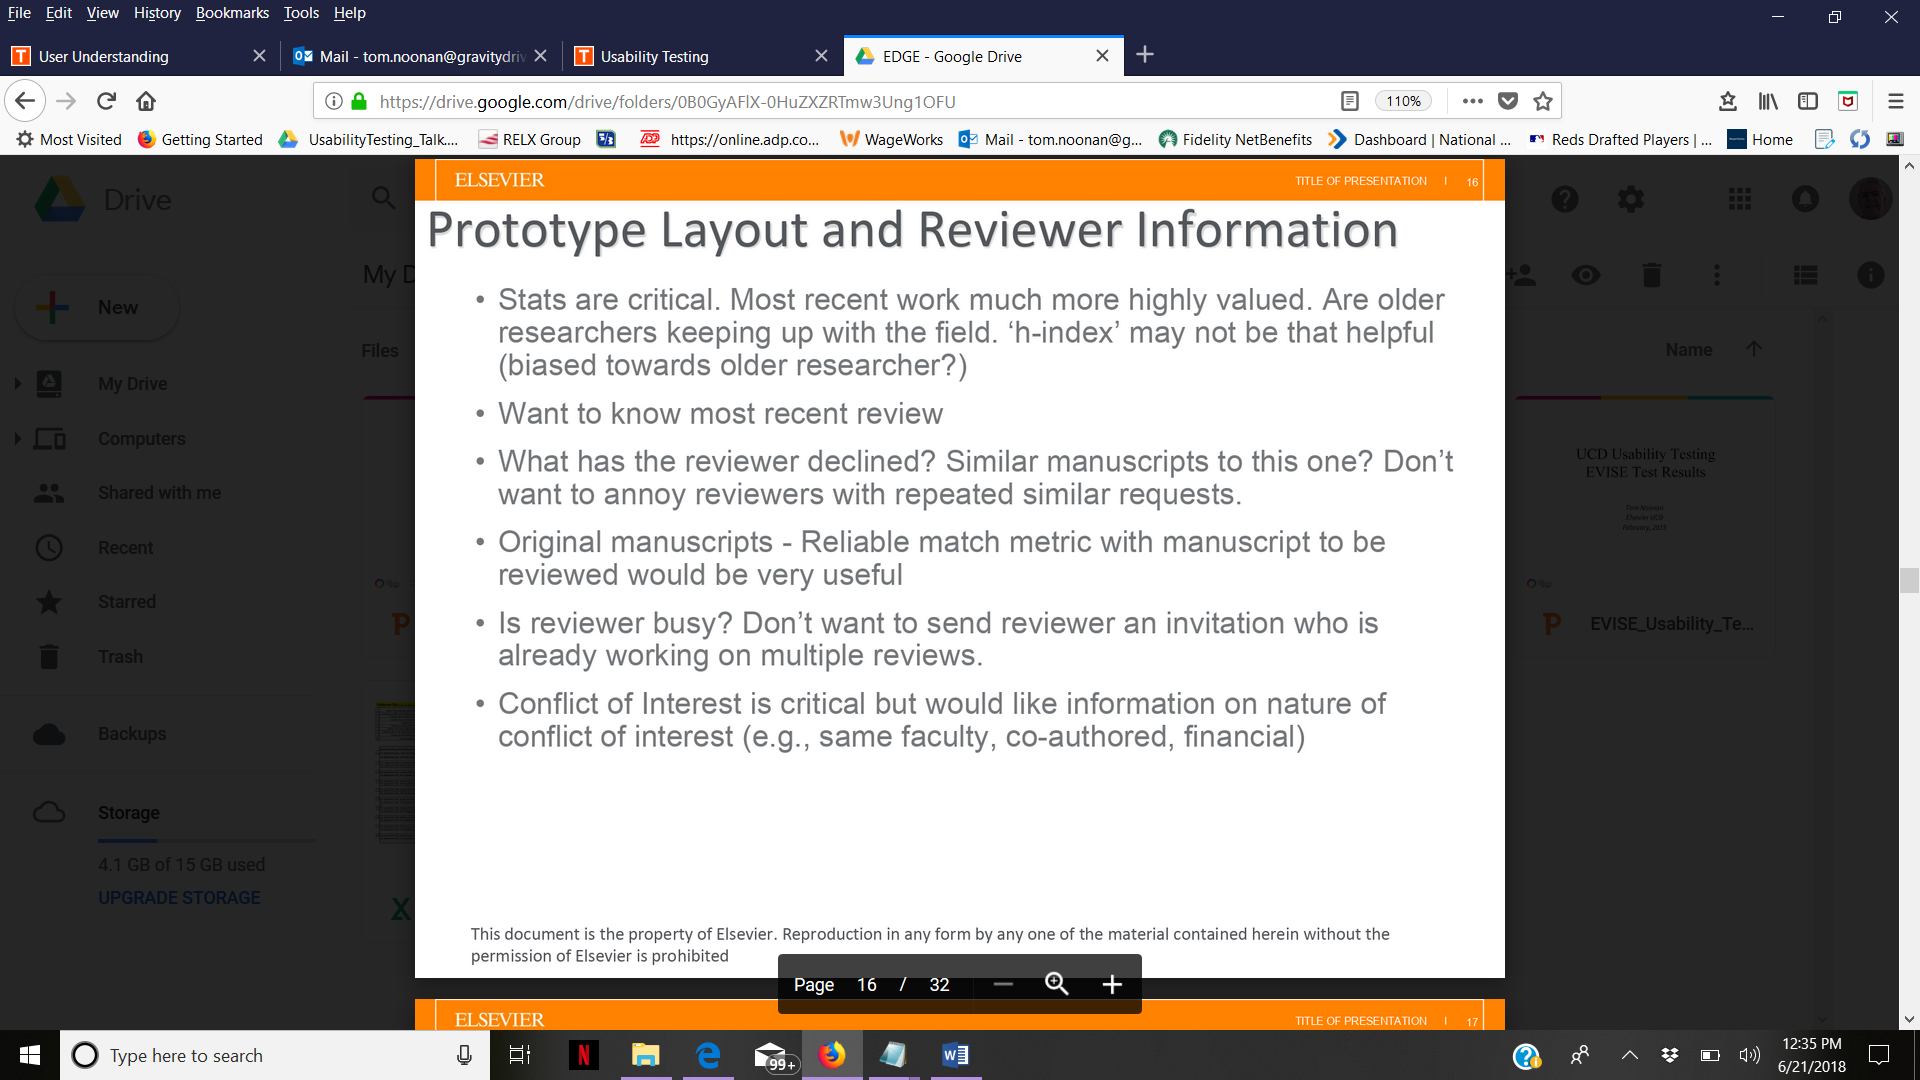 File Edit View History Bookmarks Tools Help
User Understanding
Mail - tom.noonan@gravitydriv
Usability Testing
EDGE - Google Drive
https://drive.google.com/drive/folders/0B0GyAFlX-0HuZXZRTmw3Ung1OFU
110%
Most Visited
Getting Started
UsabilityTesting_Talk....
RELX Group
https://online.adp.co...
WageWorks
Mail - tom.noonan@g...
Fidelity NetBenefits
Dashboard | National ...
Reds Drafted Players | ...
Home
Drive
My D
New
Files
Name
My Drive
Computers
Shared with me
Recent
Starred
Trash
Backups
Storage
4.1 GB of 15 GB used
UPGRADE STORAGE
ELSEVIER
TITLE OF PRESENTATION | 16
Prototype Layout and Reviewer Information
• Stats are critical. Most recent work much more highly valued. Are older
researchers keeping up with the field. ‘h-index’ may not be that helpful
(biased towards older researcher?)
• Want to know most recent review
• What has the reviewer declined? Similar manuscripts to this one? Don’t
want to annoy reviewers with repeated similar requests.
• Original manuscripts - Reliable match metric with manuscript to be
reviewed would be very useful
• Is reviewer busy? Don’t want to send reviewer an invitation who is
already working on multiple reviews.
• Conflict of Interest is critical but would like information on nature of
conflict of interest (e.g., same faculty, co-authored, financial)
This document is the property of Elsevier. Reproduction in any form by any one of the material contained herein without the
permission of Elsevier is prohibited
Page 16 / 32
ELSEVIER
TITLE OF PRESENTATION | 17
UCD Usability Testing
EVISE Test Results
Tom Noonan
Elsevier UCD
February, 2015
EVISE_Usability_Te...
Type here to search
99+
12:35 PM
6/21/2018